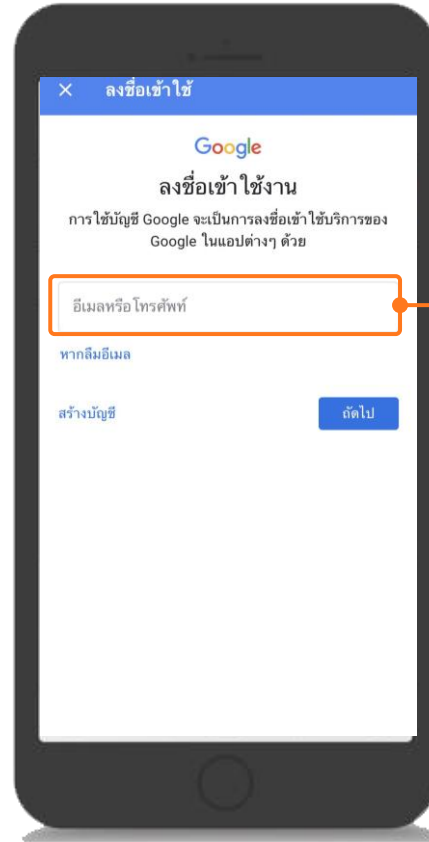 × ลงชื่อเข้าใช้
Google
ลงชื่อเข้าใช้งาน
การใช้บัญชี Google จะเป็นการลงชื่อเข้าใช้บริการของ
Google ในแอปต่างๆ ด้วย
อีเมลหรือโทรศัพท์
หากลืมอีเมล
สร้างบัญชี
ถัดไป